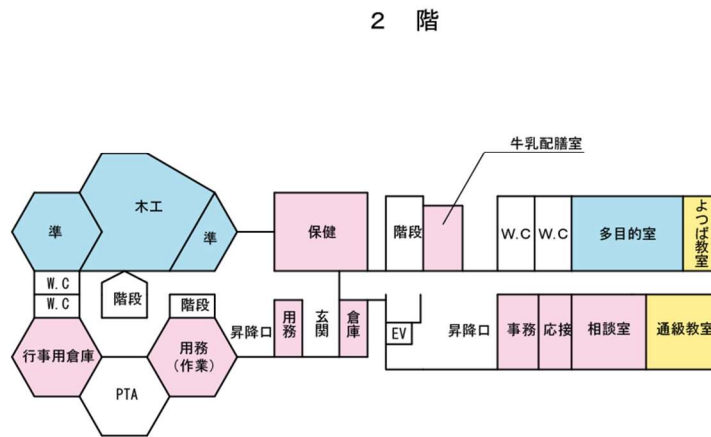 ２　階
牛乳配膳室
木工
準
準
保健
階段
W.C
W.C
多目的室
よつば教室
W.C
W.C
階段
階段
行事用倉庫
PTA
用務
（作業）
昇降口
用務
玄関
倉庫
EV
昇降口
事務
応接
相談室
通級教室